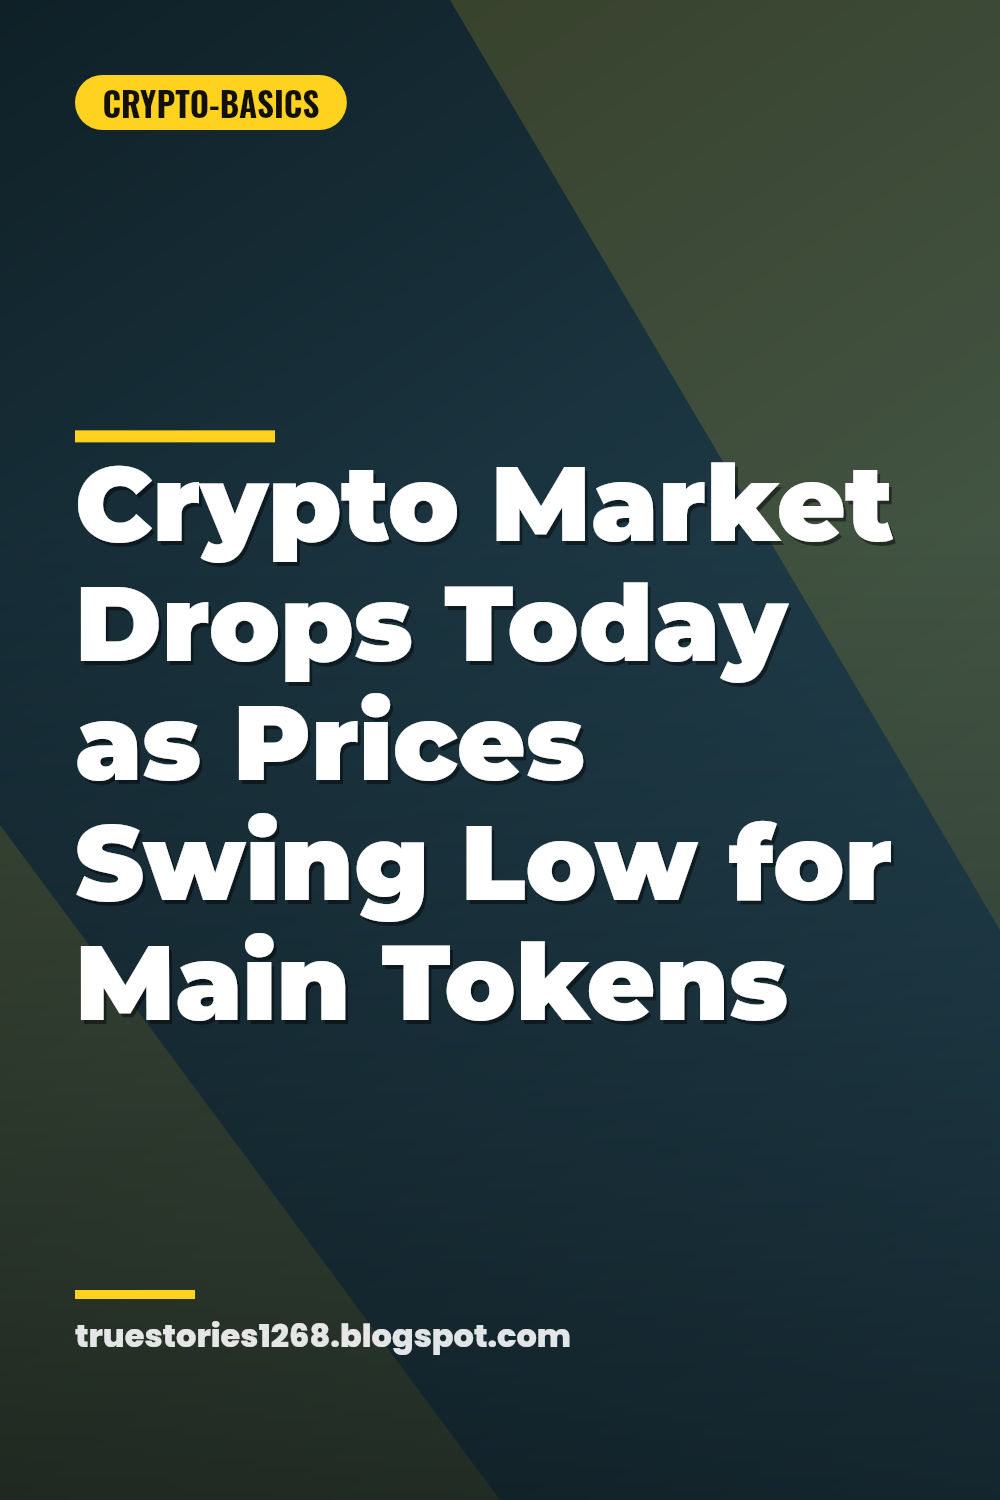 CRYPTO-BASICS
Crypto Market
Drops Today
as Prices
Swing Low for
Main Tokens
truestories1268.blogspot.com